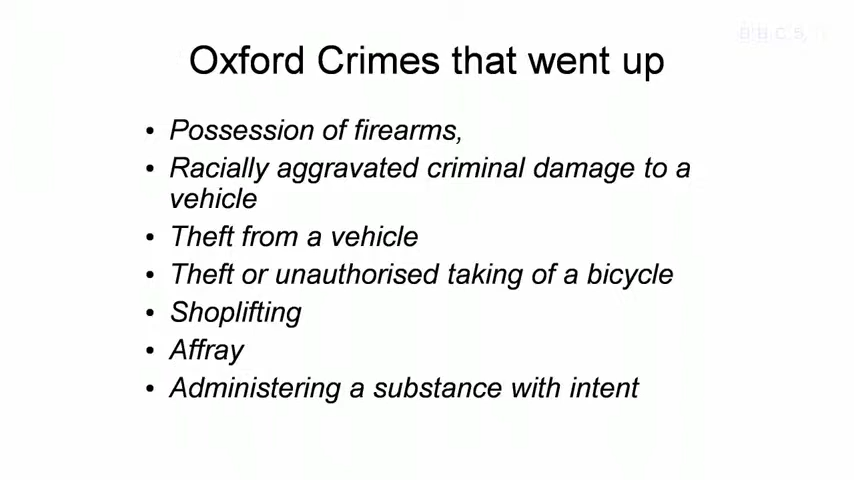 Oxford Crimes that went up
• Possession of firearms,
• Racially aggravated criminal damage to a
vehicle
• Theft from a vehicle
• Theft or unauthorised taking of a bicycle
• Shoplifting
• Affray
• Administering a substance with intent